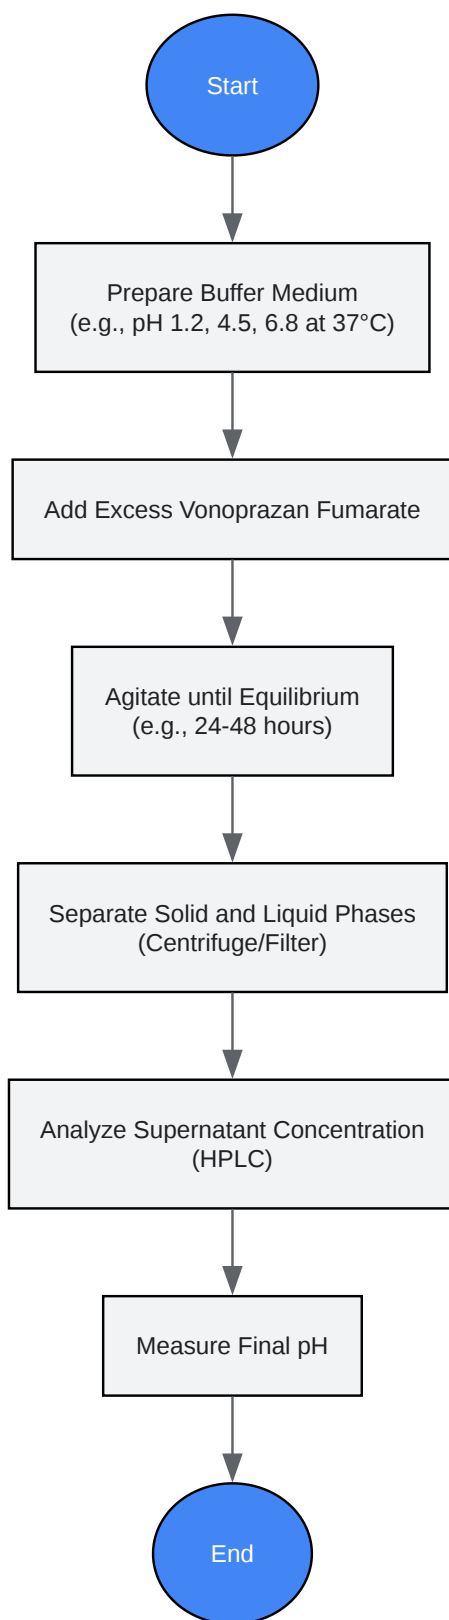 Start
Prepare Buffer Medium
(e.g., pH 1.2, 4.5, 6.8 at 37°C)
Add Excess Vonoprazan Fumarate
Agitate until Equilibrium
(e.g., 24-48 hours)
Separate Solid and Liquid Phases
(Centrifuge/Filter)
Analyze Supernatant Concentration
(HPLC)
Measure Final pH
End